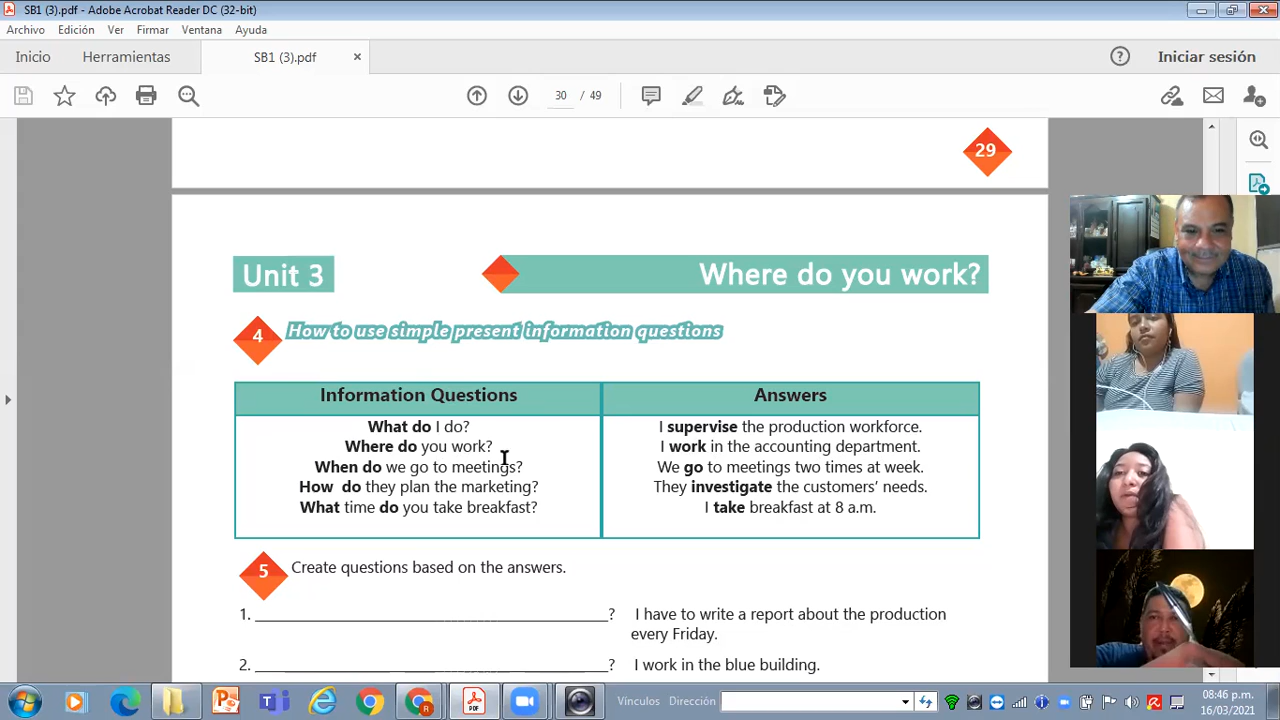 SB1 (3).pdf - Adobe Acrobat Reader DC (32-bit)
Archivo Edición Ver Firmar Ventana Ayuda
Inicio Herramientas SB1 (3).pdf × Iniciar sesión
30 / 49
29
Unit 3 Where do you work?
4 How to use simple present information questions
Information Questions Answers
What do I do? I supervise the production workforce.
Where do you work? I work in the accounting department.
When do we go to meetings? We go to meetings two times at week.
How do they plan the marketing? They investigate the customers’ needs.
What time do you take breakfast? I take breakfast at 8 a.m.
5 Create questions based on the answers.
1. ________________________________________? I have to write a report about the production
every Friday.
2. ________________________________________? I work in the blue building.
Vínculos Dirección 08:46 p.m.
16/03/2021